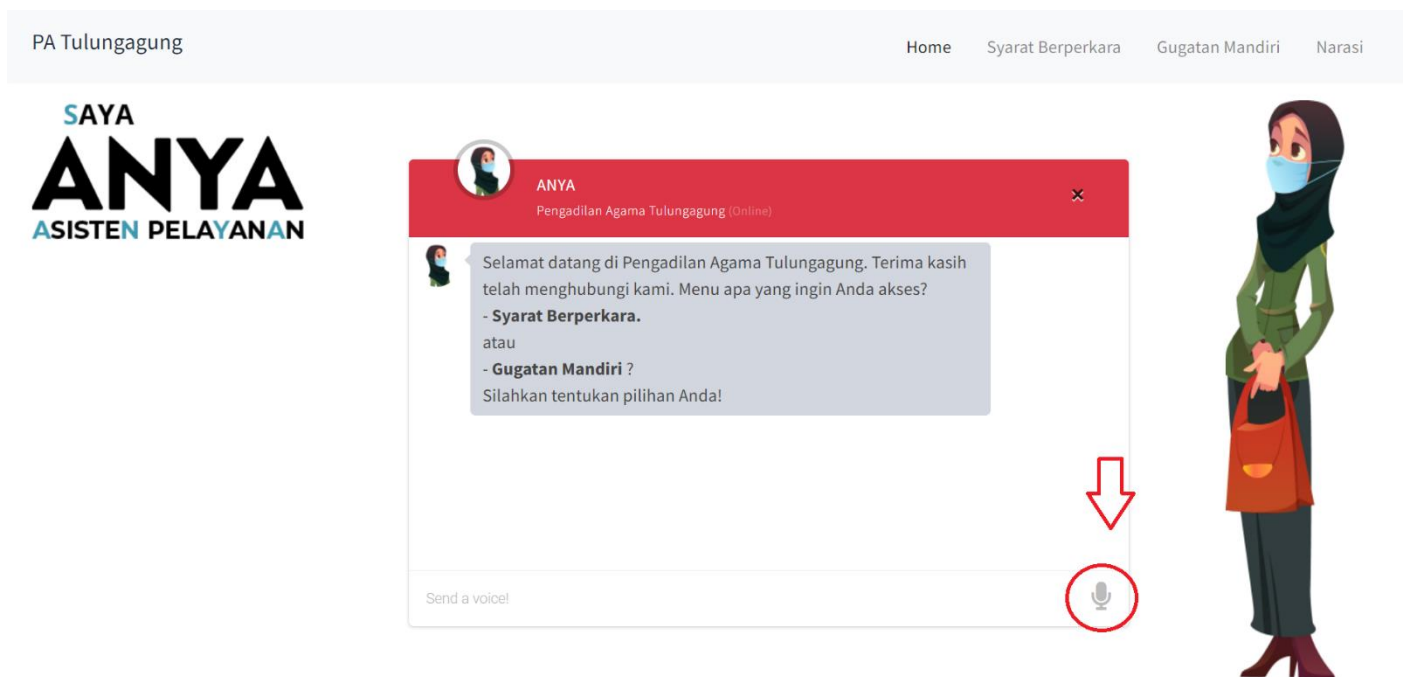 PA Tulungagung
Home Syarat Berperkara Gugatan Mandiri Narasi
SAYA
ANYA
ASISTEN PELAYANAN
ANYA
Pengadilan Agama Tulungagung (Online)
Selamat datang di Pengadilan Agama Tulungagung. Terima kasih
telah menghubungi kami. Menu apa yang ingin Anda akses?
- Syarat Berperkara.
atau
- Gugatan Mandiri ?
Silahkan tentukan pilihan Anda!
Send a voice!